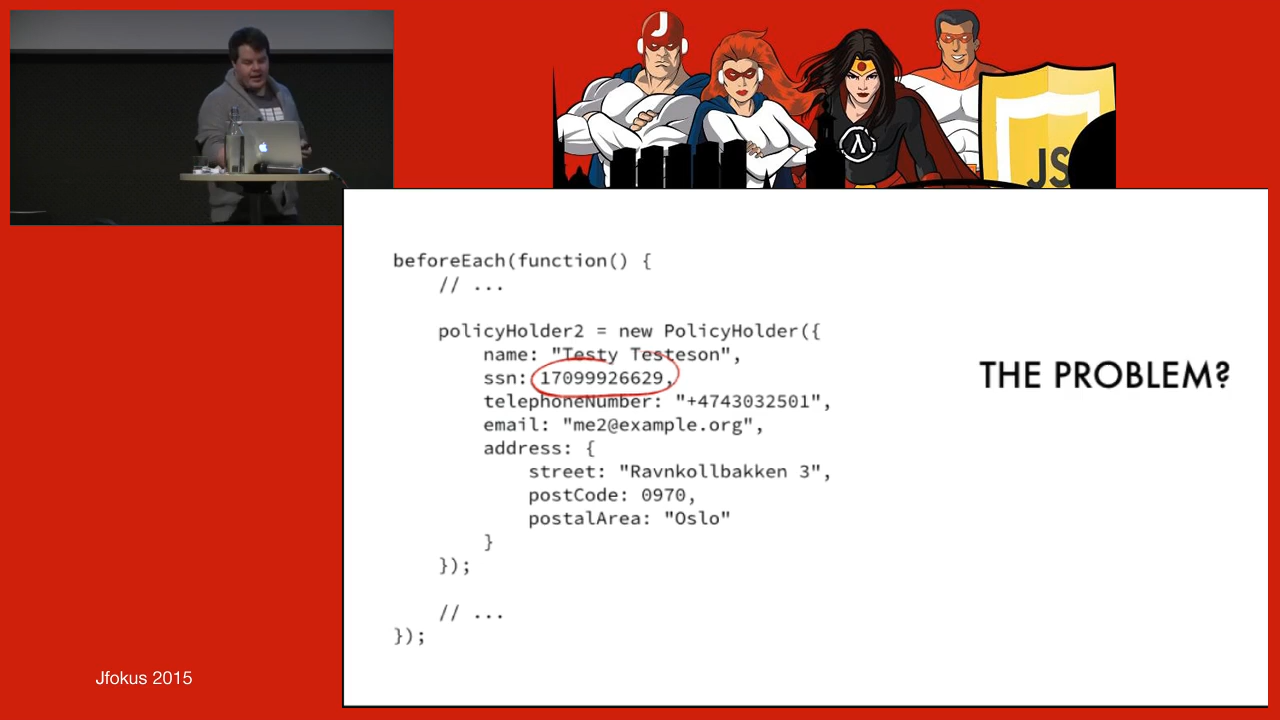 J
λ
JS
beforeEach(function() {
// ...
policyHolder2 = new PolicyHolder({
name: "Testy Testeson",
ssn: 17099926629,
telephoneNumber: "+4743032501",
email: "me2@example.org",
address: {
street: "Ravnkollbakken 3",
postCode: 0970,
postalArea: "Oslo"
}
});
// ...
});
THE PROBLEM?
Jfokus 2015